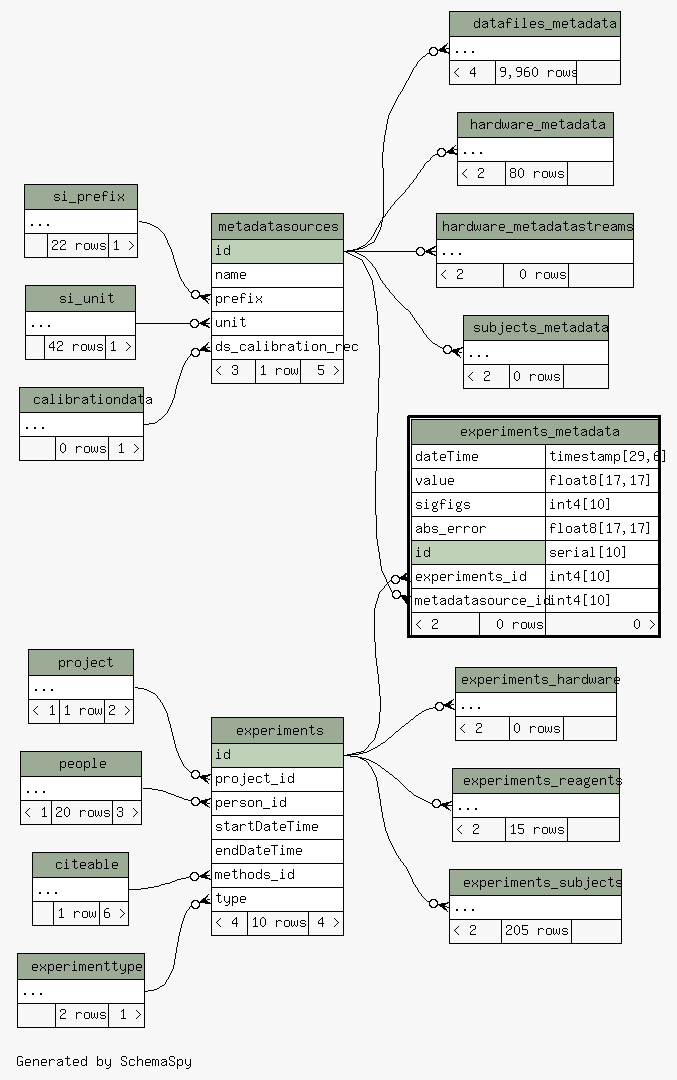 datafiles_metadata
...
< 4 9,960 rows
hardware_metadata
...
< 2 80 rows
hardware_metadatastreams
...
< 2 0 rows
subjects_metadata
...
< 2 0 rows
si_prefix
...
22 rows 1 >
si_unit
...
42 rows 1 >
calibrationdata
...
0 rows 1 >
metadatasources
id
name
prefix
unit
ds_calibration_rec
< 3 1 row 5 >
experiments_metadata
dateTime timestamp[29,6]
value float8[17,17]
sigfigs int4[10]
abs_error float8[17,17]
id serial[10]
experiments_id int4[10]
metadatasource_id int4[10]
< 2 0 rows 0 >
project
...
< 1 1 row 2 >
people
...
< 1 20 rows 3 >
citeable
...
1 row 6 >
experimenttype
...
2 rows 1 >
experiments
id
project_id
person_id
startDateTime
endDateTime
methods_id
type
< 4 10 rows 4 >
experiments_hardware
...
< 2 0 rows
experiments_reagents
...
< 2 15 rows
experiments_subjects
...
< 2 205 rows
Generated by SchemaSpy